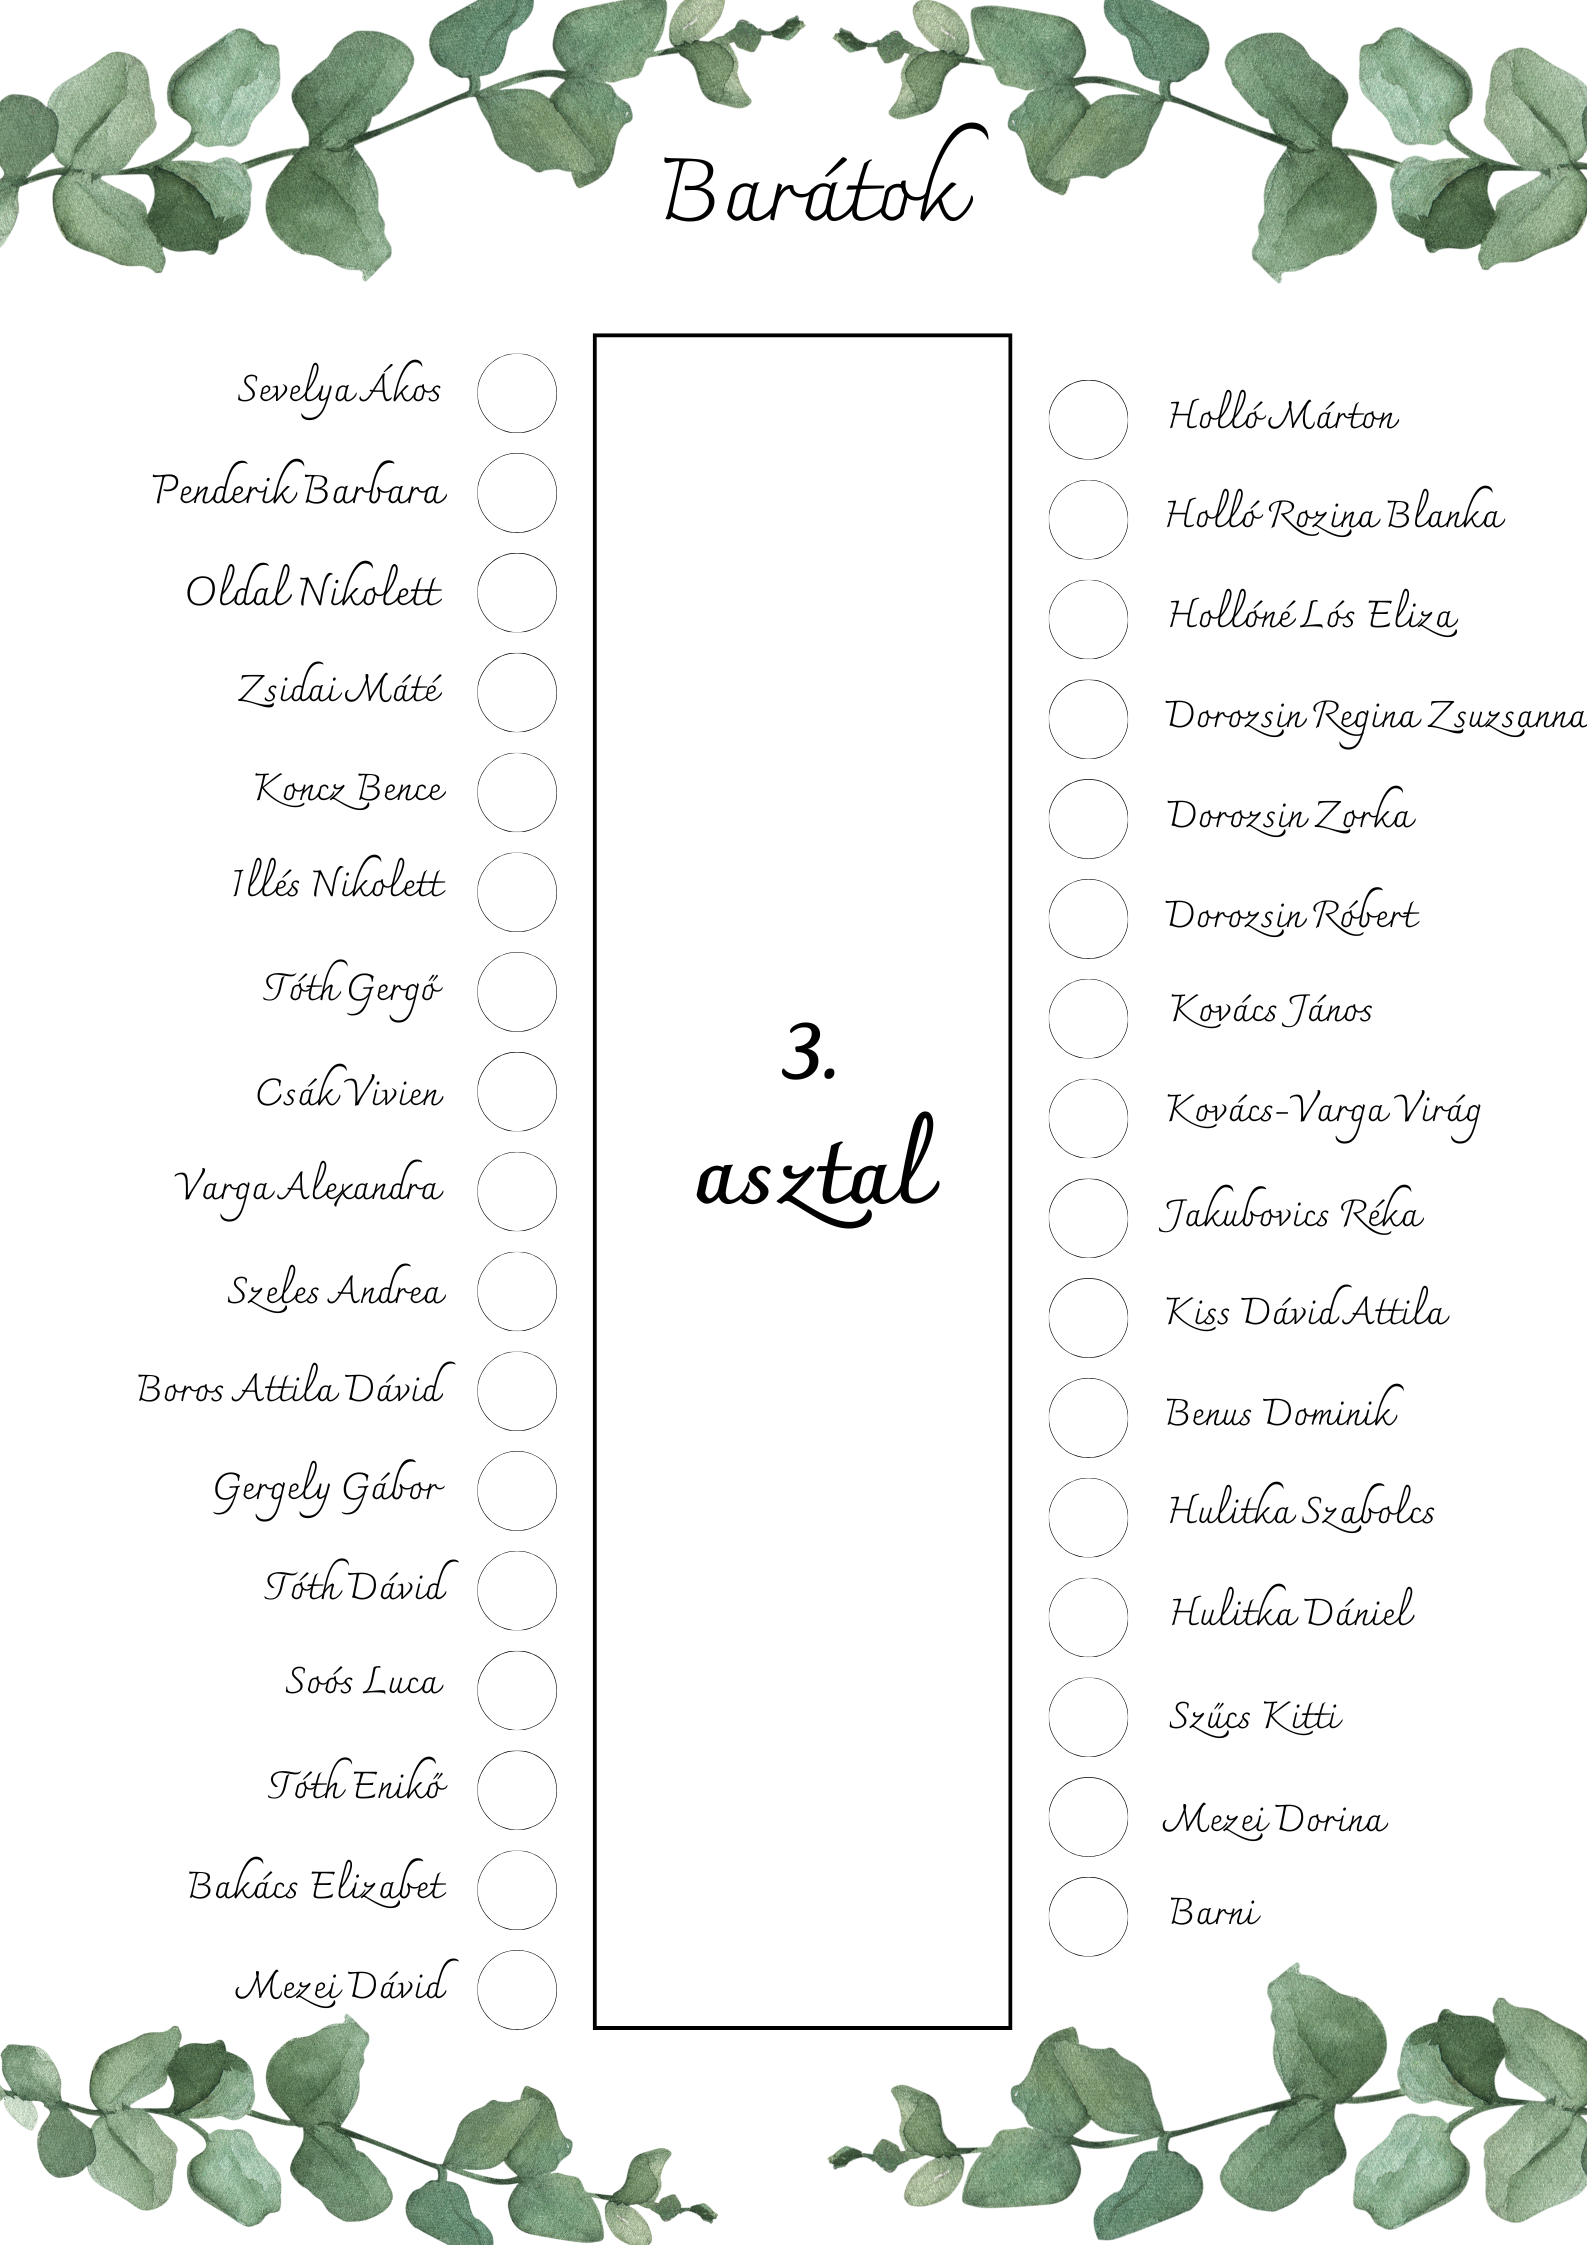 Barátok
Sevelya Ákos
Penderik Barbara
Oldal Nikolett
Zsidai Máté
Koncz Bence
Illés Nikolett
Tóth Gergő
Csák Vivien
Varga Alexandra
Szeles Andrea
Boros Attila Dávid
Gergely Gábor
Tóth Dávid
Soós Luca
Tóth Enikő
Bakács Elizabet
Mezei Dávid
3.
asztal
Holló Márton
Holló Rozina Blanka
Hollóné Lós Eliza
Dorozsin Regina Zsuzsanna
Dorozsin Zorka
Dorozsin Róbert
Kovács János
Kovács-Varga Virág
Jakubovics Réka
Kiss Dávid Attila
Benus Dominik
Hulitka Szabolcs
Hulitka Dániel
Szűcs Kitti
Mezei Dorina
Barni